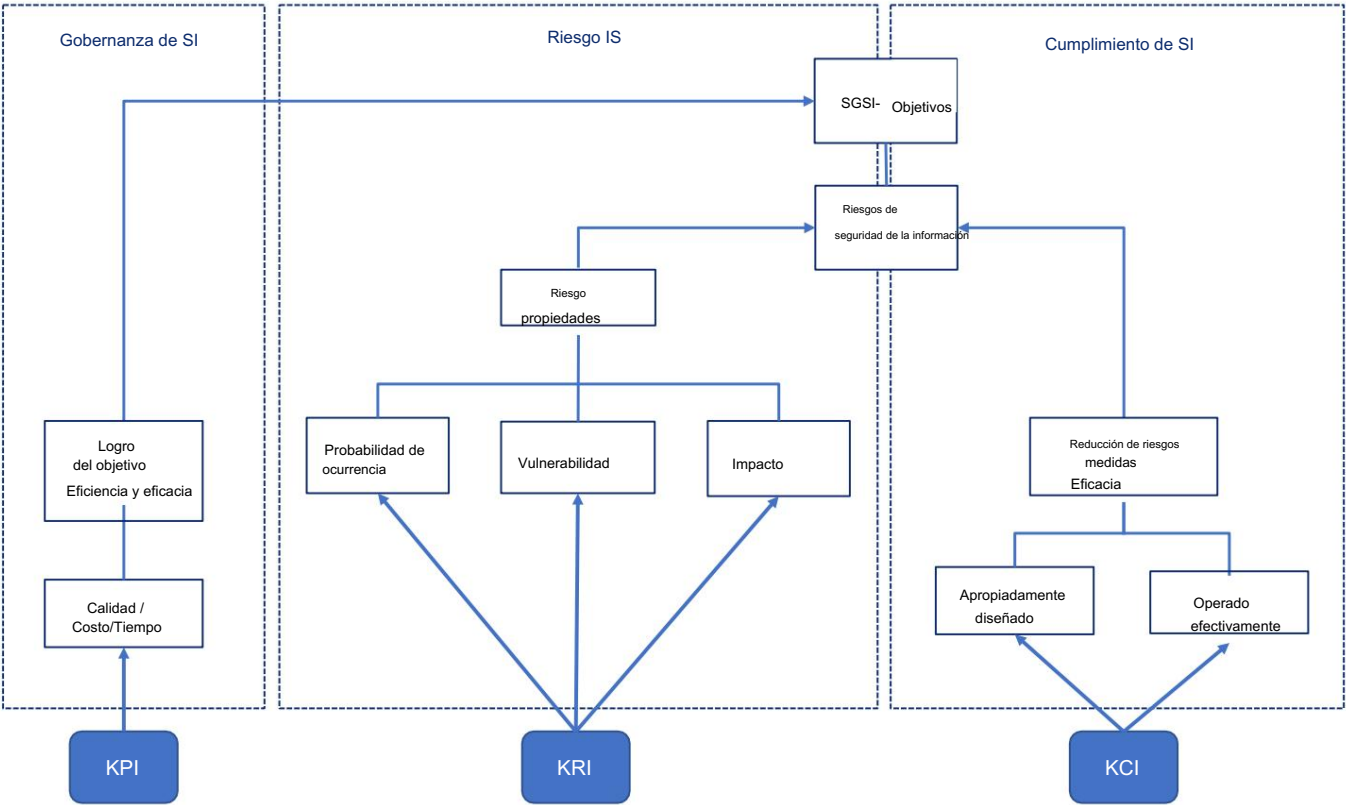 Gobernanza de SI
Riesgo IS
Cumplimiento de SI
SGSI- Objetivos
Riesgos de
seguridad de la información
Riesgo
propiedades
Logro
del objetivo
Eficiencia y eficacia
Probabilidad de
ocurrencia
Vulnerabilidad
Impacto
Reducción de riesgos
medidas
Eficacia
Calidad /
Costo/Tiempo
Apropiadamente
diseñado
Operado
efectivamente
KPI
KRI
KCI